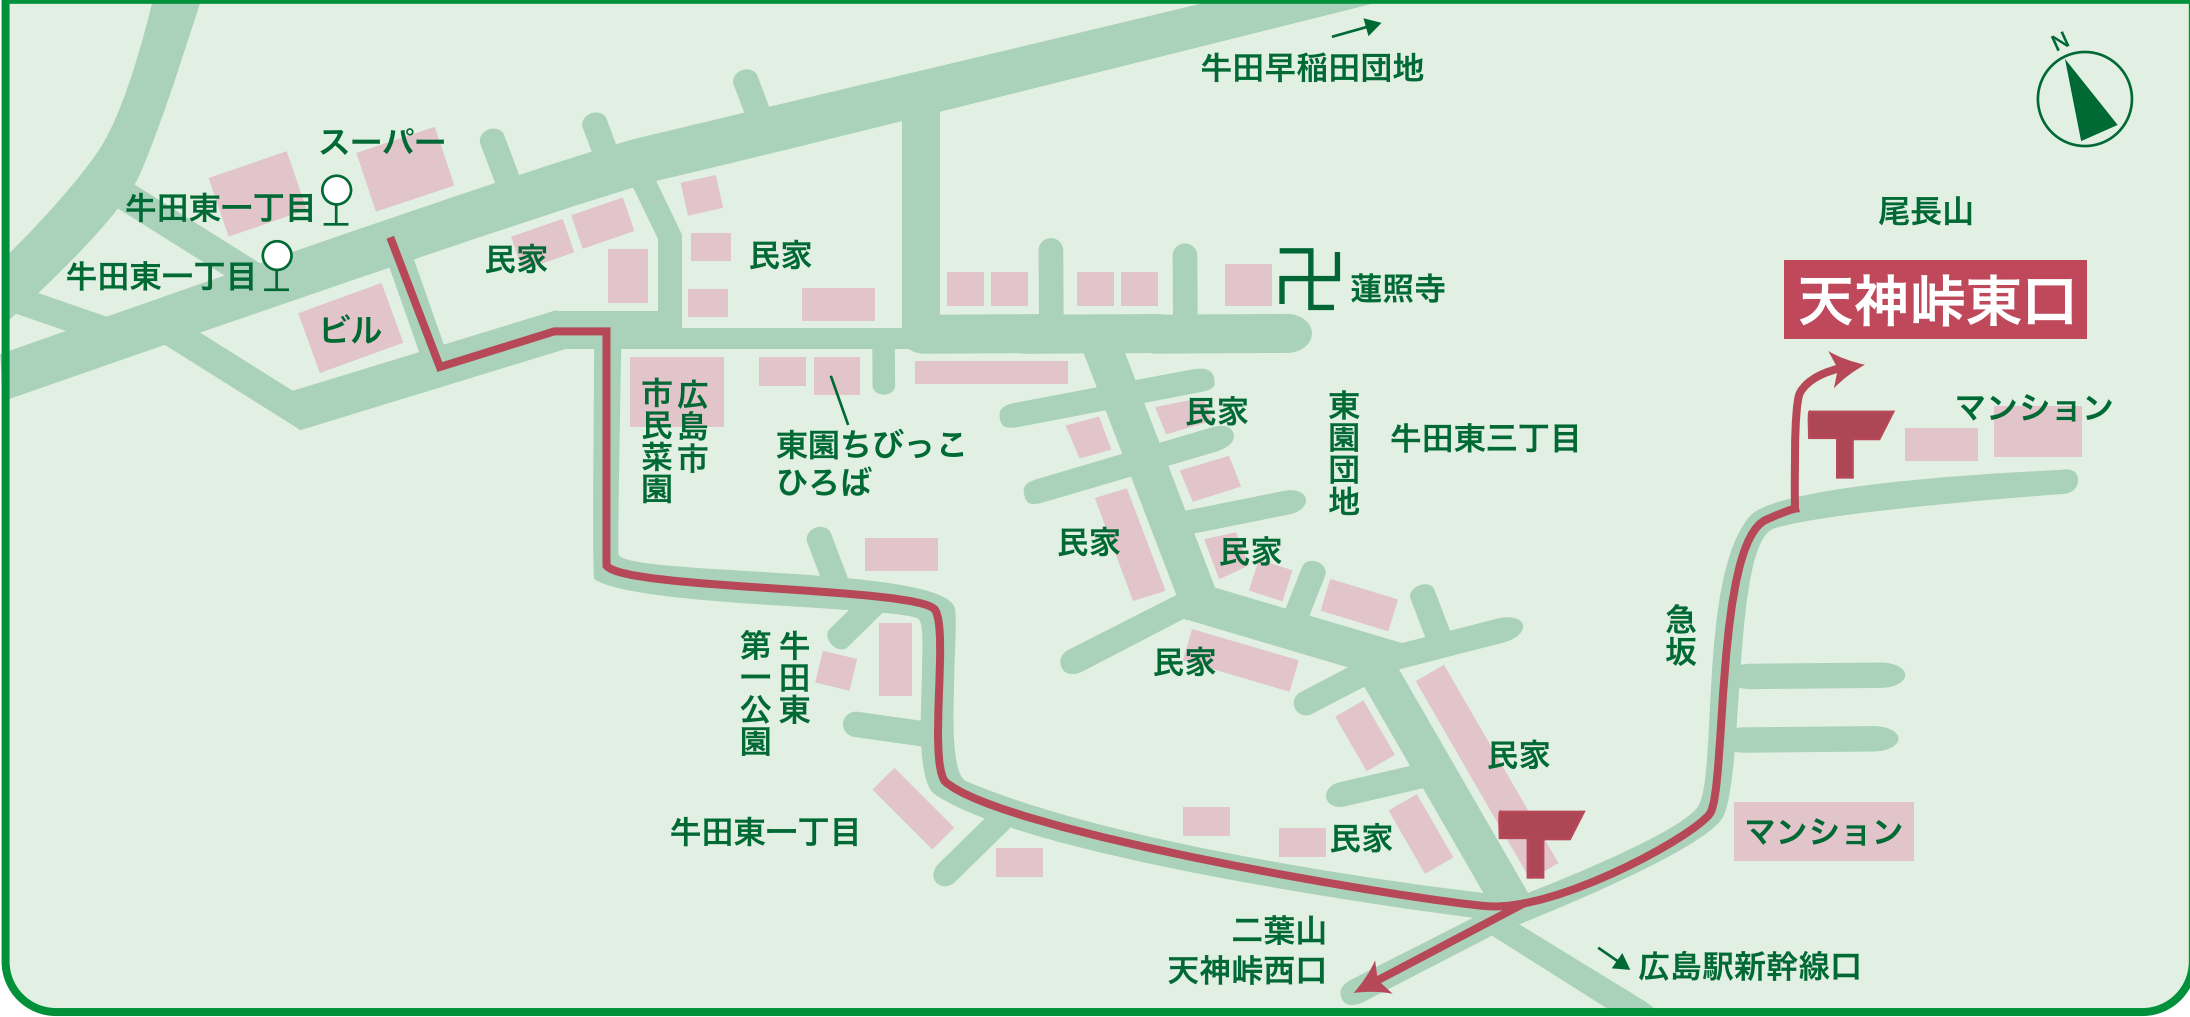 牛田早稲田団地
N
スーパー
牛田東一丁目
牛田東一丁目
民家
民家
ビル
蓮照寺
尾長山
天神峠東口
マンション
広島市
市民菜園
東園ちびっこ
ひろば
民家
東園団地
牛田東三丁目
民家
民家
急坂
牛田東
第一公園
民家
民家
牛田東一丁目
民家
マンション
二葉山
天神峠西口
広島駅新幹線口